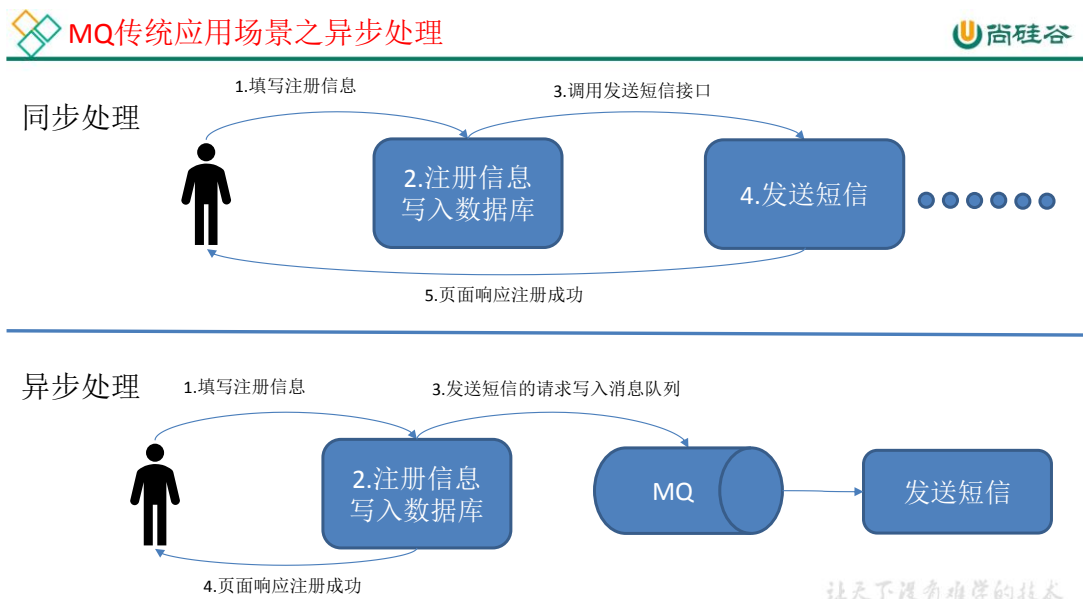 MQ传统应用场景之异步处理
尚硅谷
同步处理
1.填写注册信息
3.调用发送短信接口
2.注册信息
写入数据库
4.发送短信
5.页面响应注册成功
异步处理
1.填写注册信息
3.发送短信的请求写入消息队列
2.注册信息
写入数据库
MQ
发送短信
4.页面响应注册成功
让天下没有难学的技术